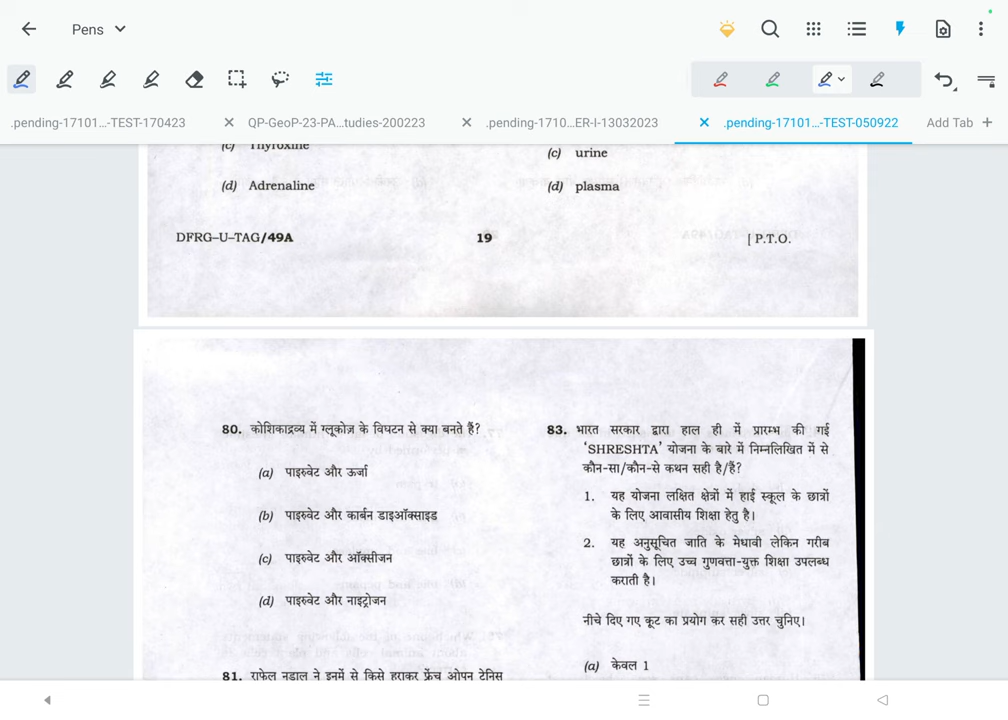 Pens
.pending-17101...-TEST-170423
QP-GeoP-23-PA...tudies-200223
.pending-1710...ER-I-13032023
.pending-17101...-TEST-050922
Add Tab
(c) Thyroxine
(d) Adrenaline
(c) urine
(d) plasma
DFRG–U–TAG/49A
19
[ P.T.O.
80. कोशिकाद्रव्य में ग्लूकोज़ के विघटन से क्या बनते हैं?
(a) पाइरुवेट और ऊर्जा
(b) पाइरुवेट और कार्बन डाइऑक्साइड
(c) पाइरुवेट और ऑक्सीजन
(d) पाइरुवेट और नाइट्रोजन
81. राफेल नडाल ने इनमें से किसे हराकर फ्रेंच ओपन टेनिस
83. भारत सरकार द्वारा हाल ही में प्रारम्भ की गई
‘SHRESHTA’ योजना के बारे में निम्नलिखित में से
कौन-सा/कौन-से कथन सही है/हैं?
1. यह योजना लक्षित क्षेत्रों में हाई स्कूल के छात्रों
के लिए आवासीय शिक्षा हेतु है।
2. यह अनुसूचित जाति के मेधावी लेकिन गरीब
छात्रों के लिए उच्च गुणवत्ता-युक्त शिक्षा उपलब्ध
कराती है।
नीचे दिए गए कूट का प्रयोग कर सही उत्तर चुनिए।
(a) केवल 1